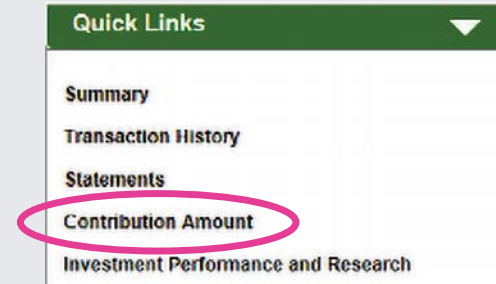 Quick Links
Summary
Transaction History
Statements
Contribution Amount
Investment Performance and Research